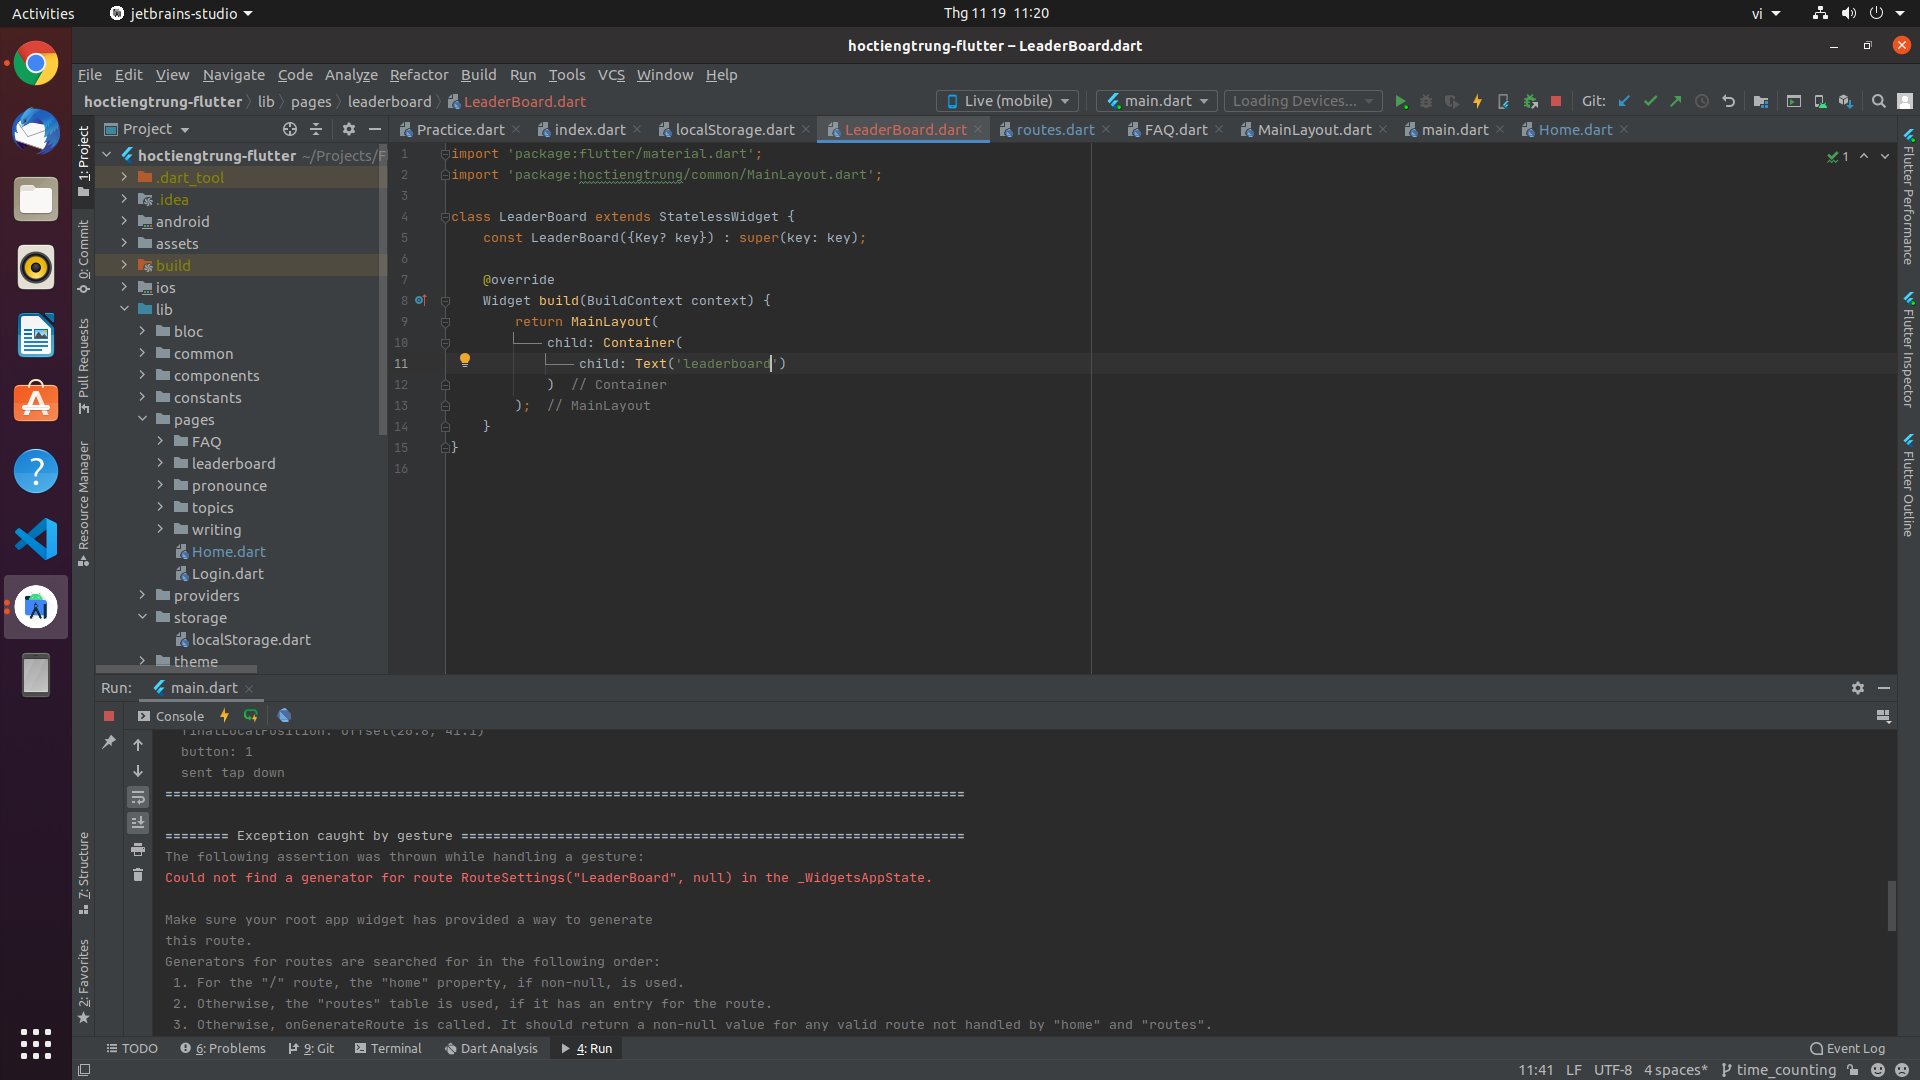 Activities
jetbrains-studio
Thg 11 19 11:20
vi
hoctiengtrung-flutter – LeaderBoard.dart
File Edit View Navigate Code Analyze Refactor Build Run Tools VCS Window Help
hoctiengtrung-flutter lib pages leaderboard LeaderBoard.dart
Live (mobile)
main.dart
Loading Devices...
Git:
1: Project
0: Commit
Pull Requests
Resource Manager
7: Structure
2: Favorites
Project
Practice.dart
index.dart
localStorage.dart
LeaderBoard.dart
routes.dart
FAQ.dart
MainLayout.dart
main.dart
Home.dart
hoctiengtrung-flutter ~/Projects/F
.dart_tool
.idea
android
assets
build
ios
lib
bloc
common
components
constants
pages
FAQ
leaderboard
pronounce
topics
writing
Home.dart
Login.dart
providers
storage
localStorage.dart
theme
1 import 'package:flutter/material.dart';
2 import 'package:hoctiengtrung/common/MainLayout.dart';
3
4 class LeaderBoard extends StatelessWidget {
5 const LeaderBoard({Key? key}) : super(key: key);
6
7 @override
8 Widget build(BuildContext context) {
9 return MainLayout(
10 child: Container(
11 child: Text('leaderboard')
12 ) // Container
13 ); // MainLayout
14 }
15 }
16
1
Flutter Performance
Flutter Inspector
Flutter Outline
Run: main.dart
Console
finalLocalPosition: Offset(26.8, 41.1)
button: 1
sent tap down
====================================================================================================
======== Exception caught by gesture ===============================================================
The following assertion was thrown while handling a gesture:
Could not find a generator for route RouteSettings("LeaderBoard", null) in the _WidgetsAppState.
Make sure your root app widget has provided a way to generate
this route.
Generators for routes are searched for in the following order:
1. For the "/" route, the "home" property, if non-null, is used.
2. Otherwise, the "routes" table is used, if it has an entry for the route.
3. Otherwise, onGenerateRoute is called. It should return a non-null value for any valid route not handled by "home" and "routes".
TODO
6: Problems
9: Git
Terminal
Dart Analysis
4: Run
Event Log
11:41 LF UTF-8 4 spaces* time_counting